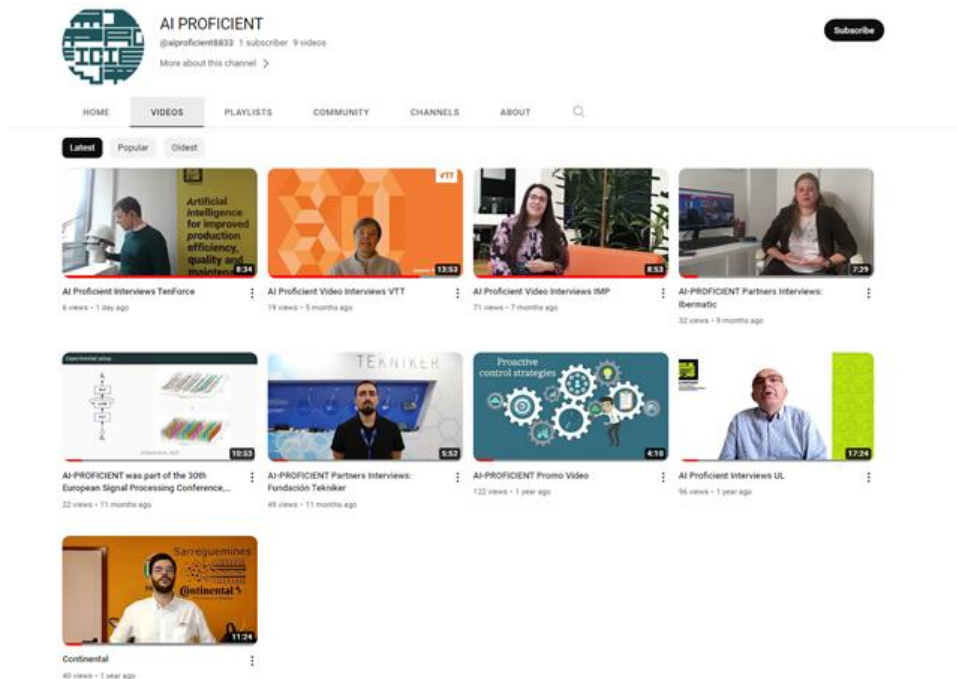 AI PROFICIENT
@aiproficient8833 1 subscriber 9 videos
More about this channel >
Subscribe
HOME VIDEOS PLAYLISTS COMMUNITY CHANNELS ABOUT
Latest Popular Oldest
Artificial
intelligence
for improved
production
efficiency,
quality and
8:34
AI Proficient Interviews TenForce
6 views • 1 day ago
VTT
13:53
AI Proficient Video Interviews VTT
19 views • 5 months ago
8:53
AI Proficient Video Interviews IMP
71 views • 7 months ago
7:29
AI-PROFICIENT Partners Interviews:
Ibermatic
32 views • 9 months ago
Experimental setup
10:53
AI-PROFICIENT was part of the 30th
European Signal Processing Conference,...
22 views • 11 months ago
TEKNIKER
5:52
AI-PROFICIENT Partners Interviews:
Fundación Tekniker
49 views • 11 months ago
Proactive
control strategies
4:10
AI-PROFICIENT Promo Video
122 views • 1 year ago
17:24
AI Proficient Interviews UL
96 views • 1 year ago
Sarreguemines
Continental
11:24
Continental
40 views • 1 year ago